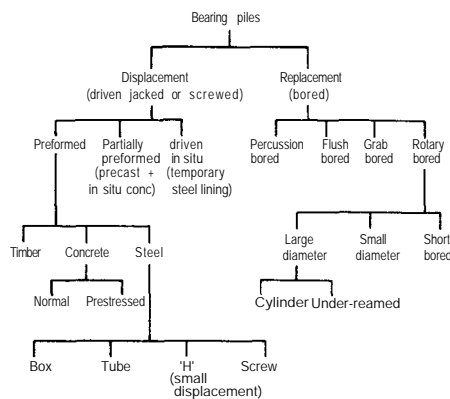 Bearing piles
Displacement
(driven jacked or screwed)
Replacement
(bored)
Preformed
Partially
preformed
(precast +
in situ conc)
driven
in situ
(temporary
steel lining)
Percussion
bored
Flush
bored
Grab
bored
Rotary
bored
Timber
Concrete
Steel
Large
diameter
Small
diameter
Short
bored
Normal
Prestressed
Cylinder
Under-reamed
Box
Tube
'H'
(small
displacement)
Screw